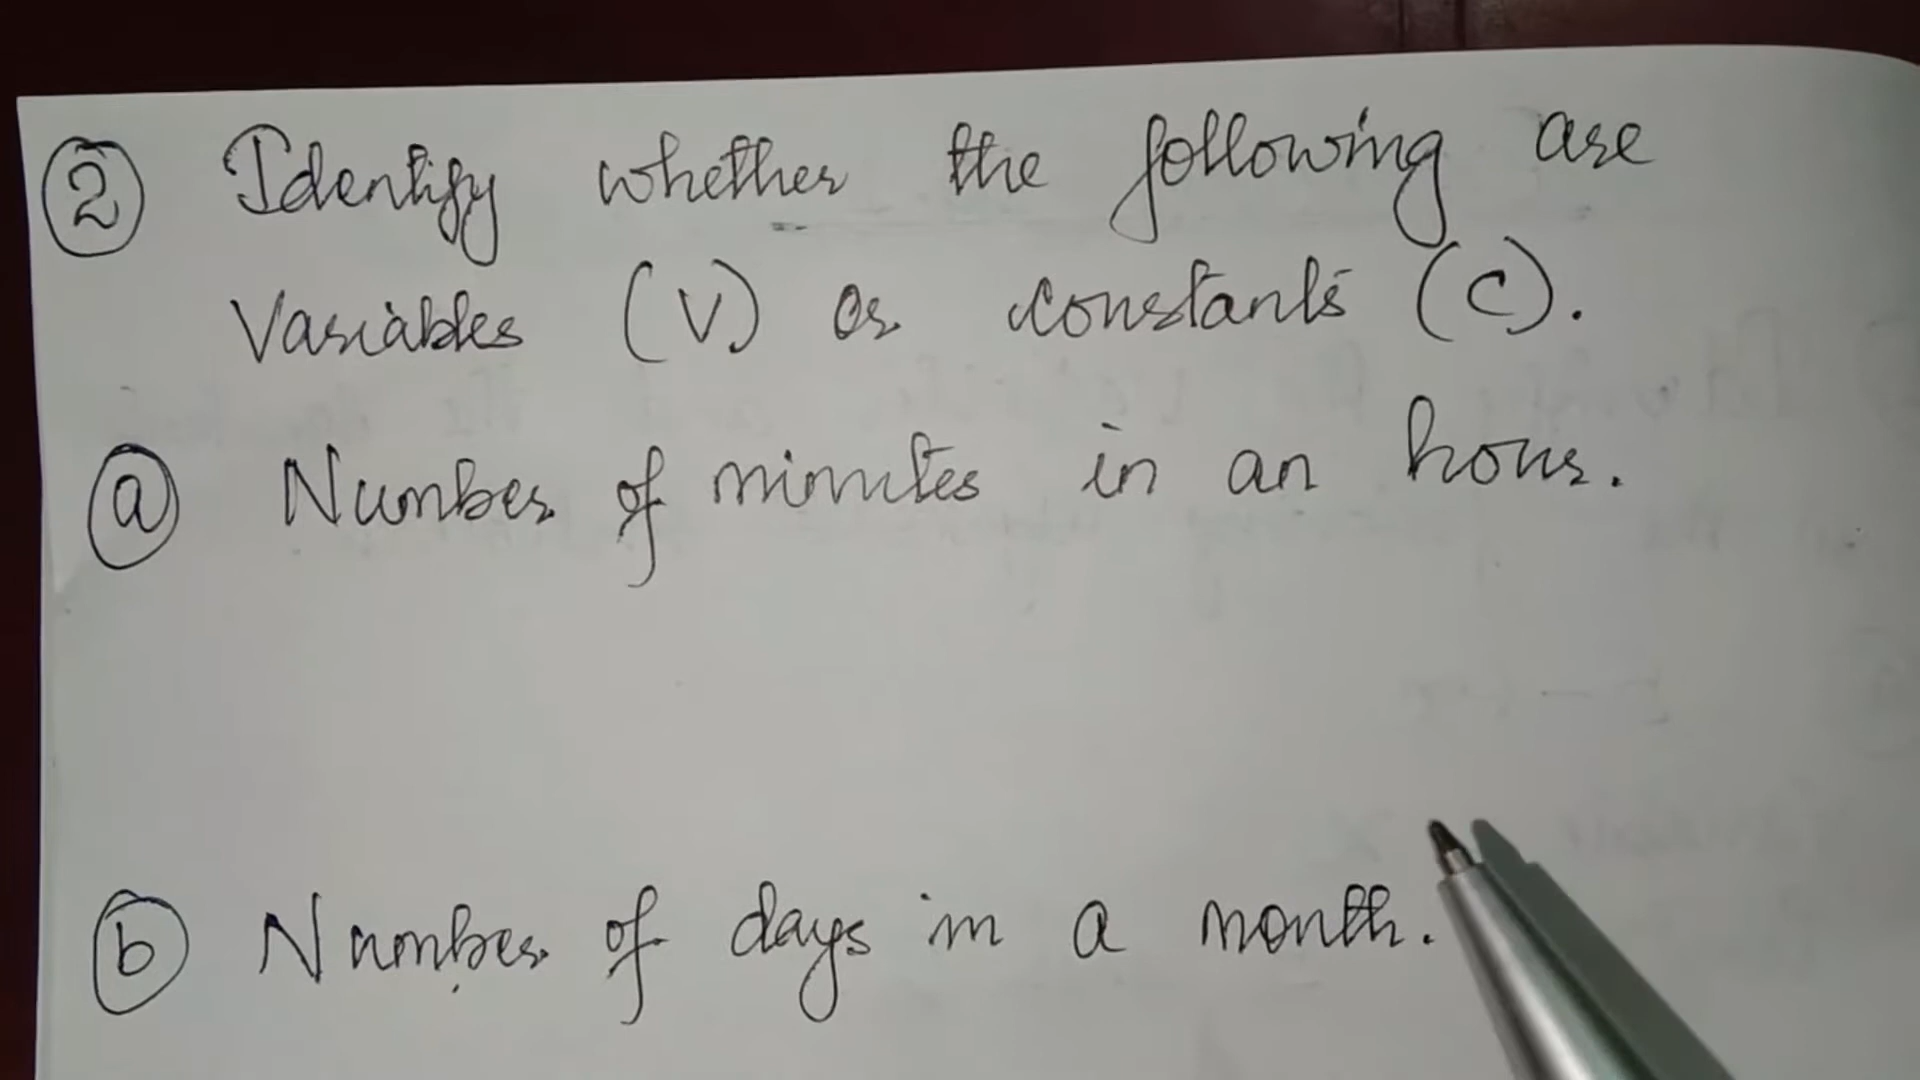 2 Identify whether the following are
Variables (V) or constants (C).
a Number of minutes in an hour.
b Number of days in a month.